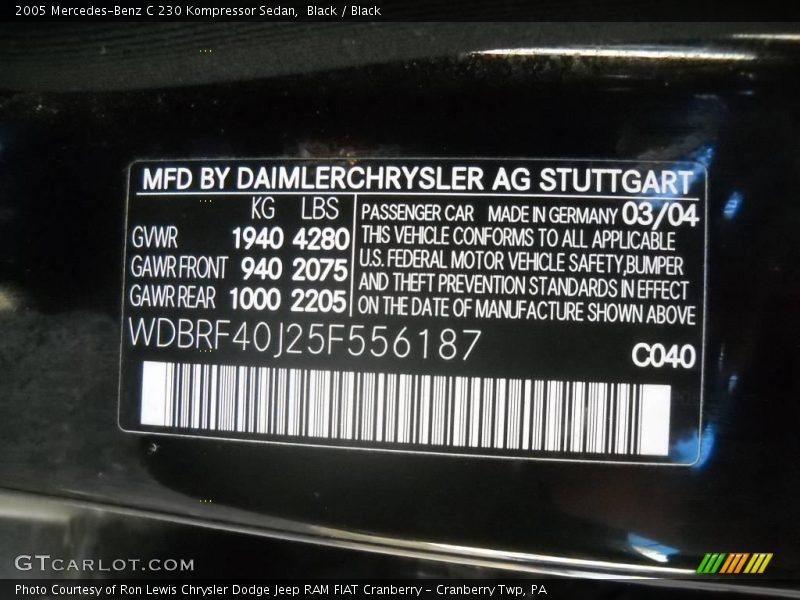 2005 Mercedes-Benz C 230 Kompressor Sedan,  Black / Black
MFD BY DAIMLERCHRYSLER AG STUTTGART
KG LBS
GVWR 1940 4280
GAWR FRONT 940 2075
GAWR REAR 1000 2205
PASSENGER CAR MADE IN GERMANY 03/04
THIS VEHICLE CONFORMS TO ALL APPLICABLE
U.S. FEDERAL MOTOR VEHICLE SAFETY,BUMPER
AND THEFT PREVENTION STANDARDS IN EFFECT
ON THE DATE OF MANUFACTURE SHOWN ABOVE
WDBRF40J25F556187
C040
GTCARLOT.COM
Photo Courtesy of Ron Lewis Chrysler Dodge Jeep RAM FIAT Cranberry - Cranberry Twp, PA